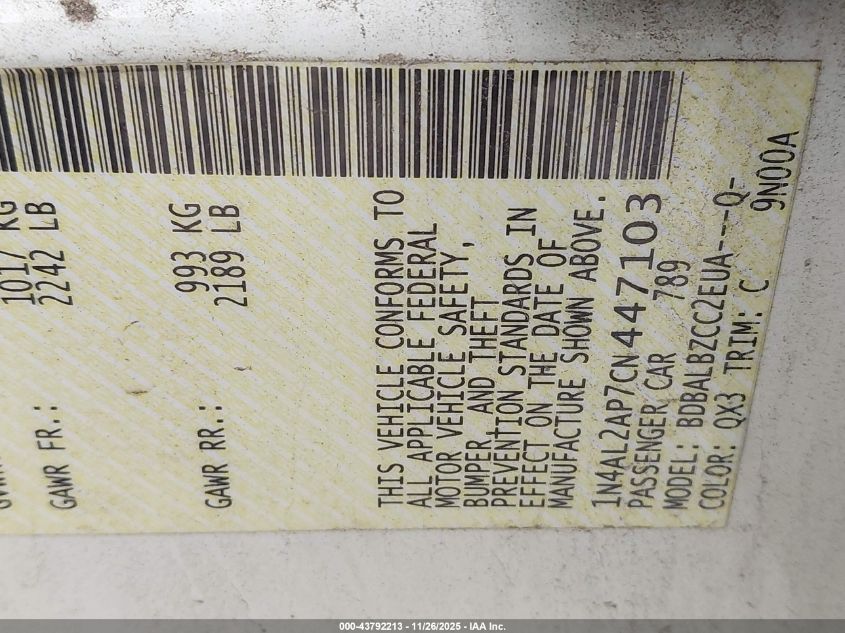 1017 KG
2242 LB
GAWR FR.:
993 KG
2189 LB
GAWR RR.:
THIS VEHICLE CONFORMS TO
ALL APPLICABLE FEDERAL
MOTOR VEHICLE SAFETY,
BUMPER, AND THEFT
PREVENTION STANDARDS IN
EFFECT ON THE DATE OF
MANUFACTURE SHOWN ABOVE.
1N4AL2AP7CN447103
PASSENGER CAR 789
MODEL: BDBALBZCC2EUA---Q-
COLOR: QX3 TRIM: C 9N00A
000-43792213 - 11/26/2025 - IAA Inc.